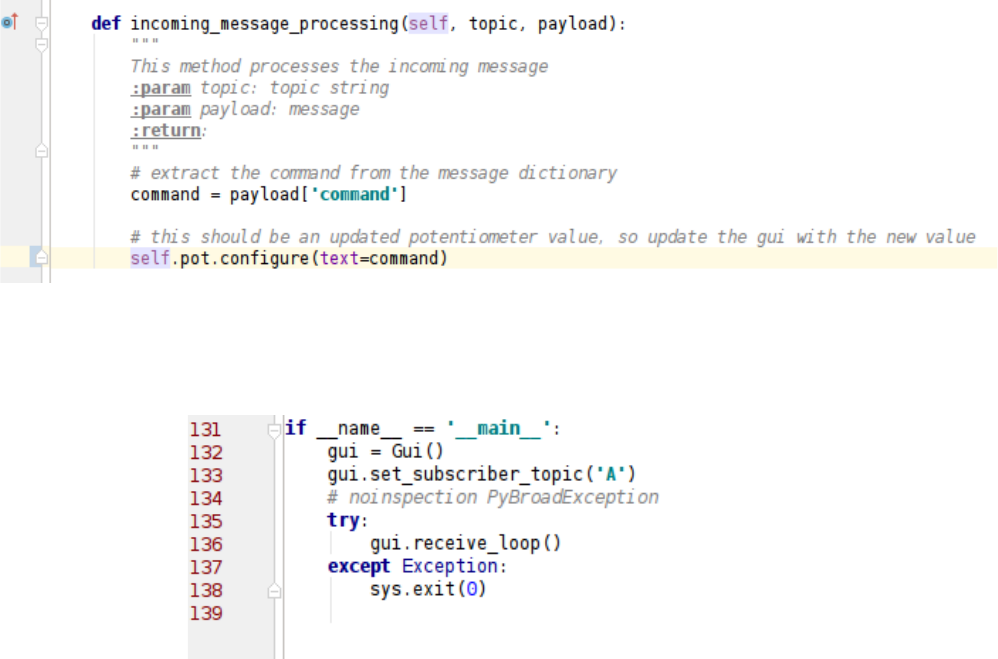 def incoming_message_processing(self, topic, payload):
"""
This method processes the incoming message
:param topic: topic string
:param payload: message
:return:
"""
# extract the command from the message dictionary
command = payload['command']
# this should be an updated potentiometer value, so update the gui with the new value
self.pot.configure(text=command)
131 if __name__ == '__main__':
132 gui = Gui()
133 gui.set_subscriber_topic('A')
134 # noinspection PyBroadException
135 try:
136 gui.receive_loop()
137 except Exception:
138 sys.exit(0)
139